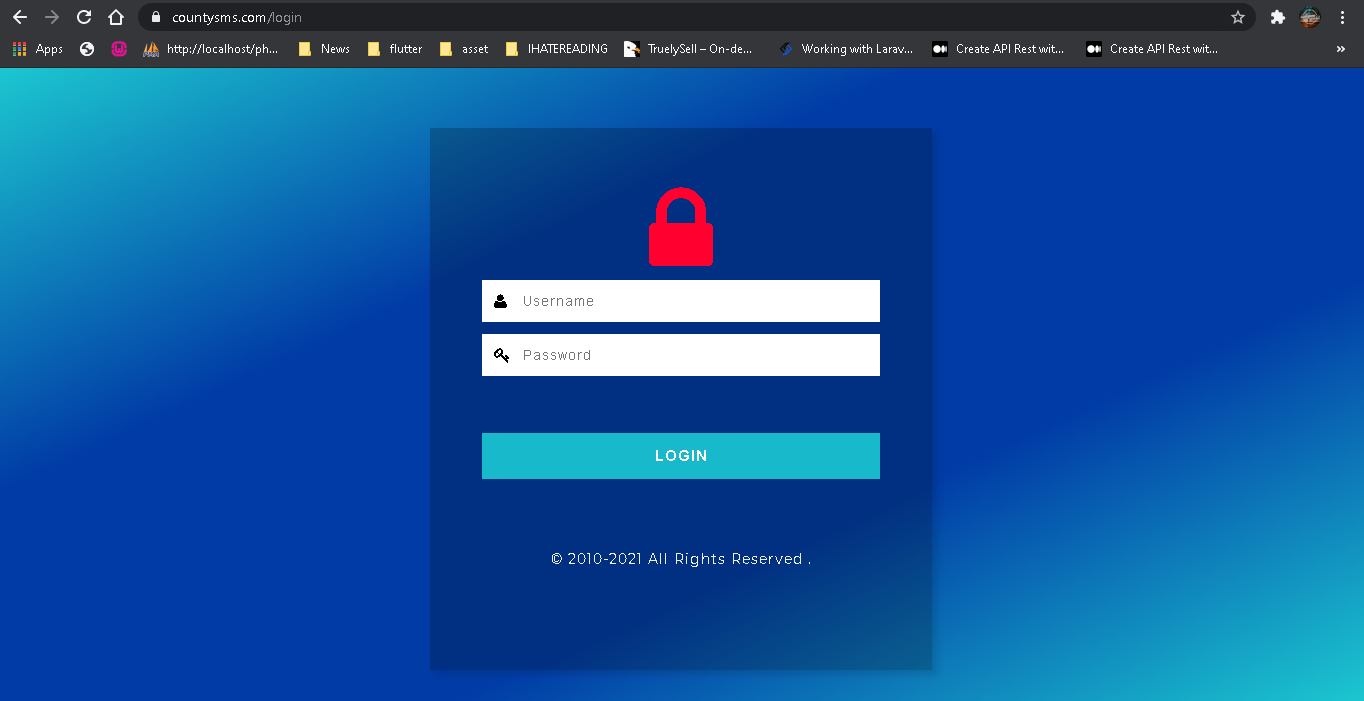 countysms.com/login
Apps http://localhost/ph... News flutter asset IHATEREADING TruelySell – On-de... Working with Larav... Create API Rest wit... Create API Rest wit... »
Username
Password
LOGIN
© 2010-2021 All Rights Reserved .